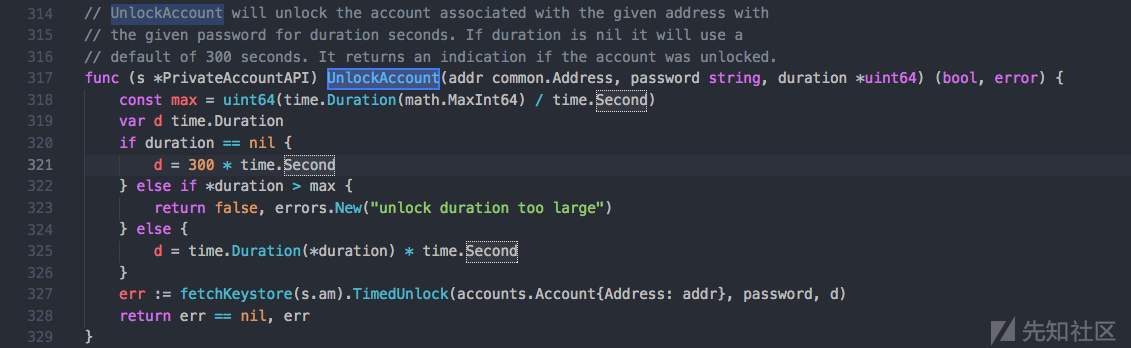 314 // UnlockAccount will unlock the account associated with the given address with
315 // the given password for duration seconds. If duration is nil it will use a
316 // default of 300 seconds. It returns an indication if the account was unlocked.
317 func (s *PrivateAccountAPI) UnlockAccount(addr common.Address, password string, duration *uint64) (bool, error) {
318     const max = uint64(time.Duration(math.MaxInt64) / time.Second)
319     var d time.Duration
320     if duration == nil {
321         d = 300 * time.Second
322     } else if *duration > max {
323         return false, errors.New("unlock duration too large")
324     } else {
325         d = time.Duration(*duration) * time.Second
326     }
327     err := fetchKeystore(s.am).TimedUnlock(accounts.Account{Address: addr}, password, d)
328     return err == nil, err
329 }
先知社区